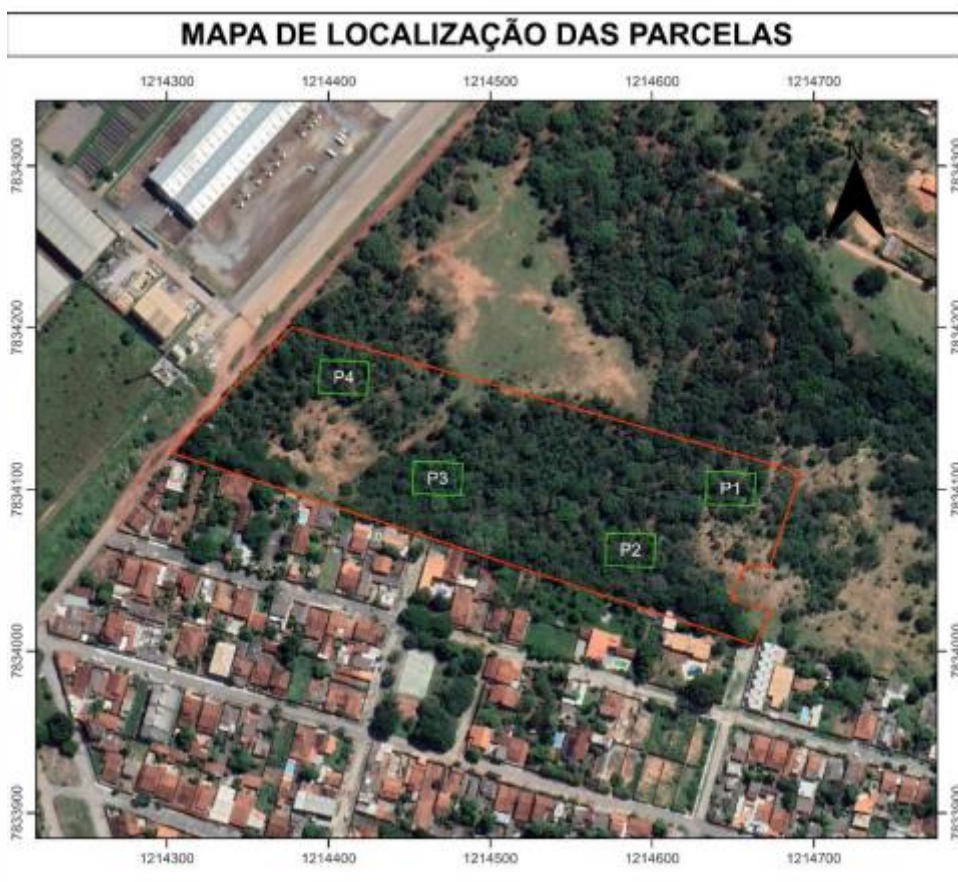 MAPA DE LOCALIZAÇÃO DAS PARCELAS
1214300 1214400 1214500 1214600 1214700
7834300 7834300
N
7834200 7834200
P4
P3
P1
7834100 7834100
P2
7834000 7834000
7833900 7833900
1214300 1214400 1214500 1214600 1214700